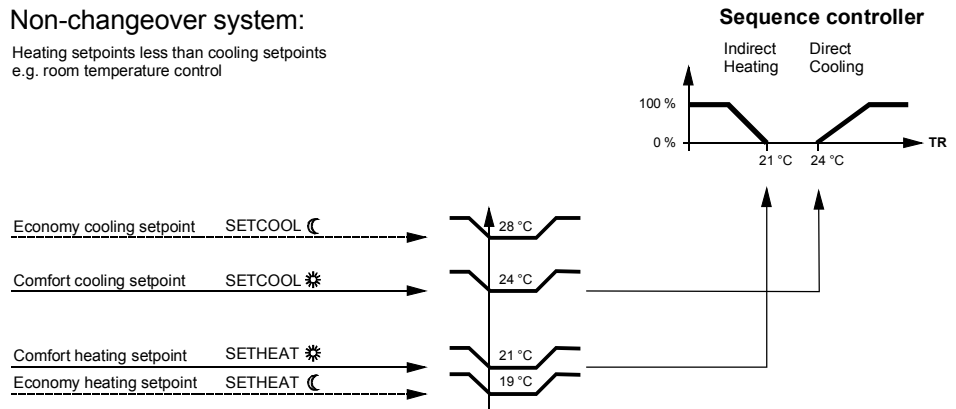 Non-changeover system:
Heating setpoints less than cooling setpoints
e.g. room temperature control
Sequence controller
Indirect Heating
Direct Cooling
100 %
0 %
TR
21 °C
24 °C
Economy cooling setpoint SETCOOL
28 °C
Comfort cooling setpoint SETCOOL
24 °C
Comfort heating setpoint SETHEAT
21 °C
Economy heating setpoint SETHEAT
19 °C